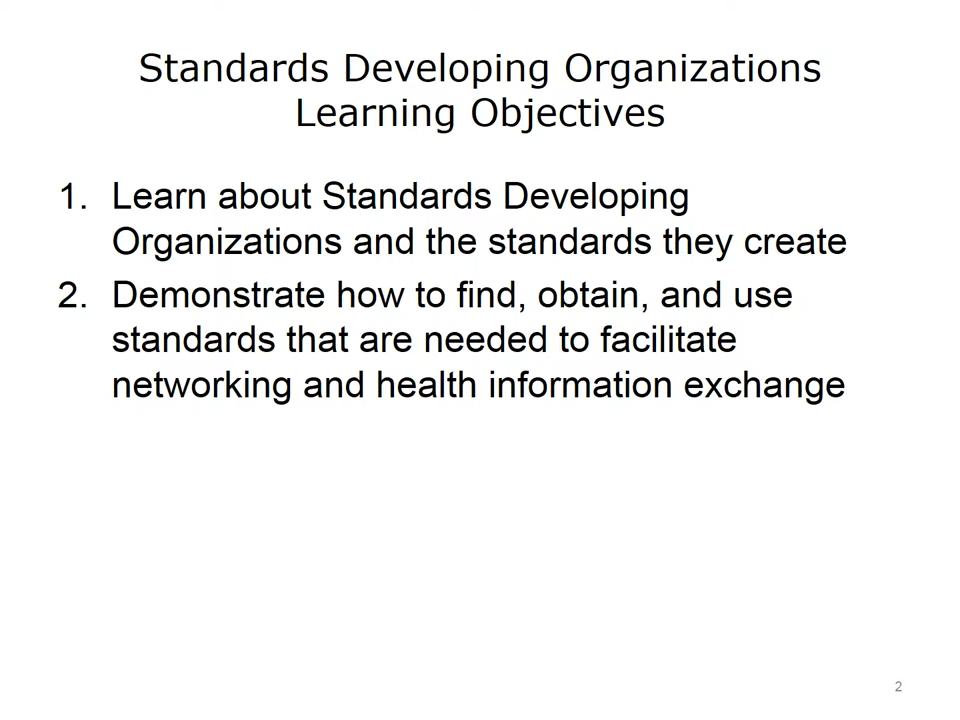 Standards Developing Organizations
Learning Objectives
1. Learn about Standards Developing
Organizations and the standards they create
2. Demonstrate how to find, obtain, and use
standards that are needed to facilitate
networking and health information exchange
2